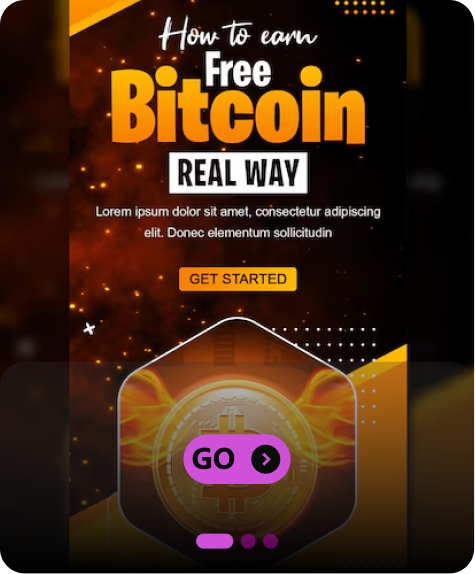 How to earn
Free
Bitcoin
REAL WAY
Lorem ipsum dolor sit amet, consectetur adipiscing
elit. Donec elementum sollicitudin
GET STARTED
GO